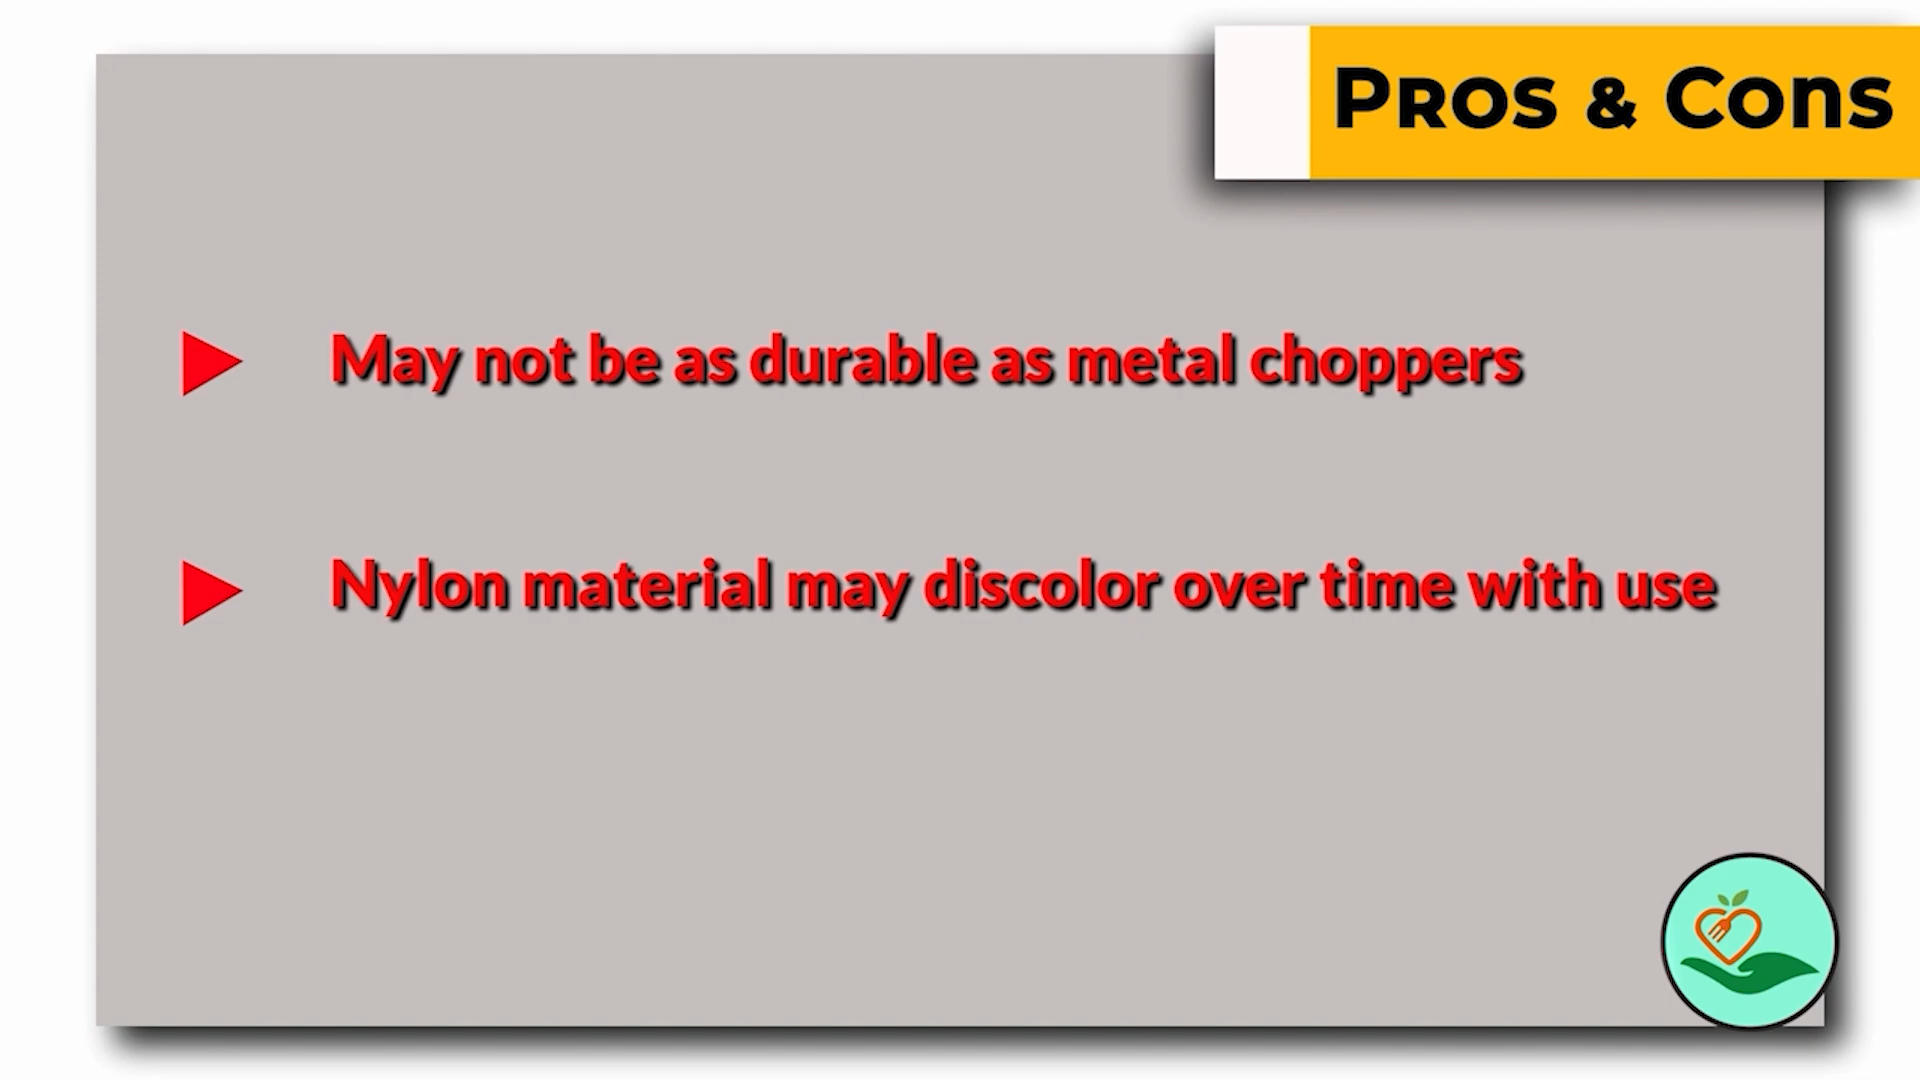 Pros & Cons
May not be as durable as metal choppers
Nylon material may discolor over time with use